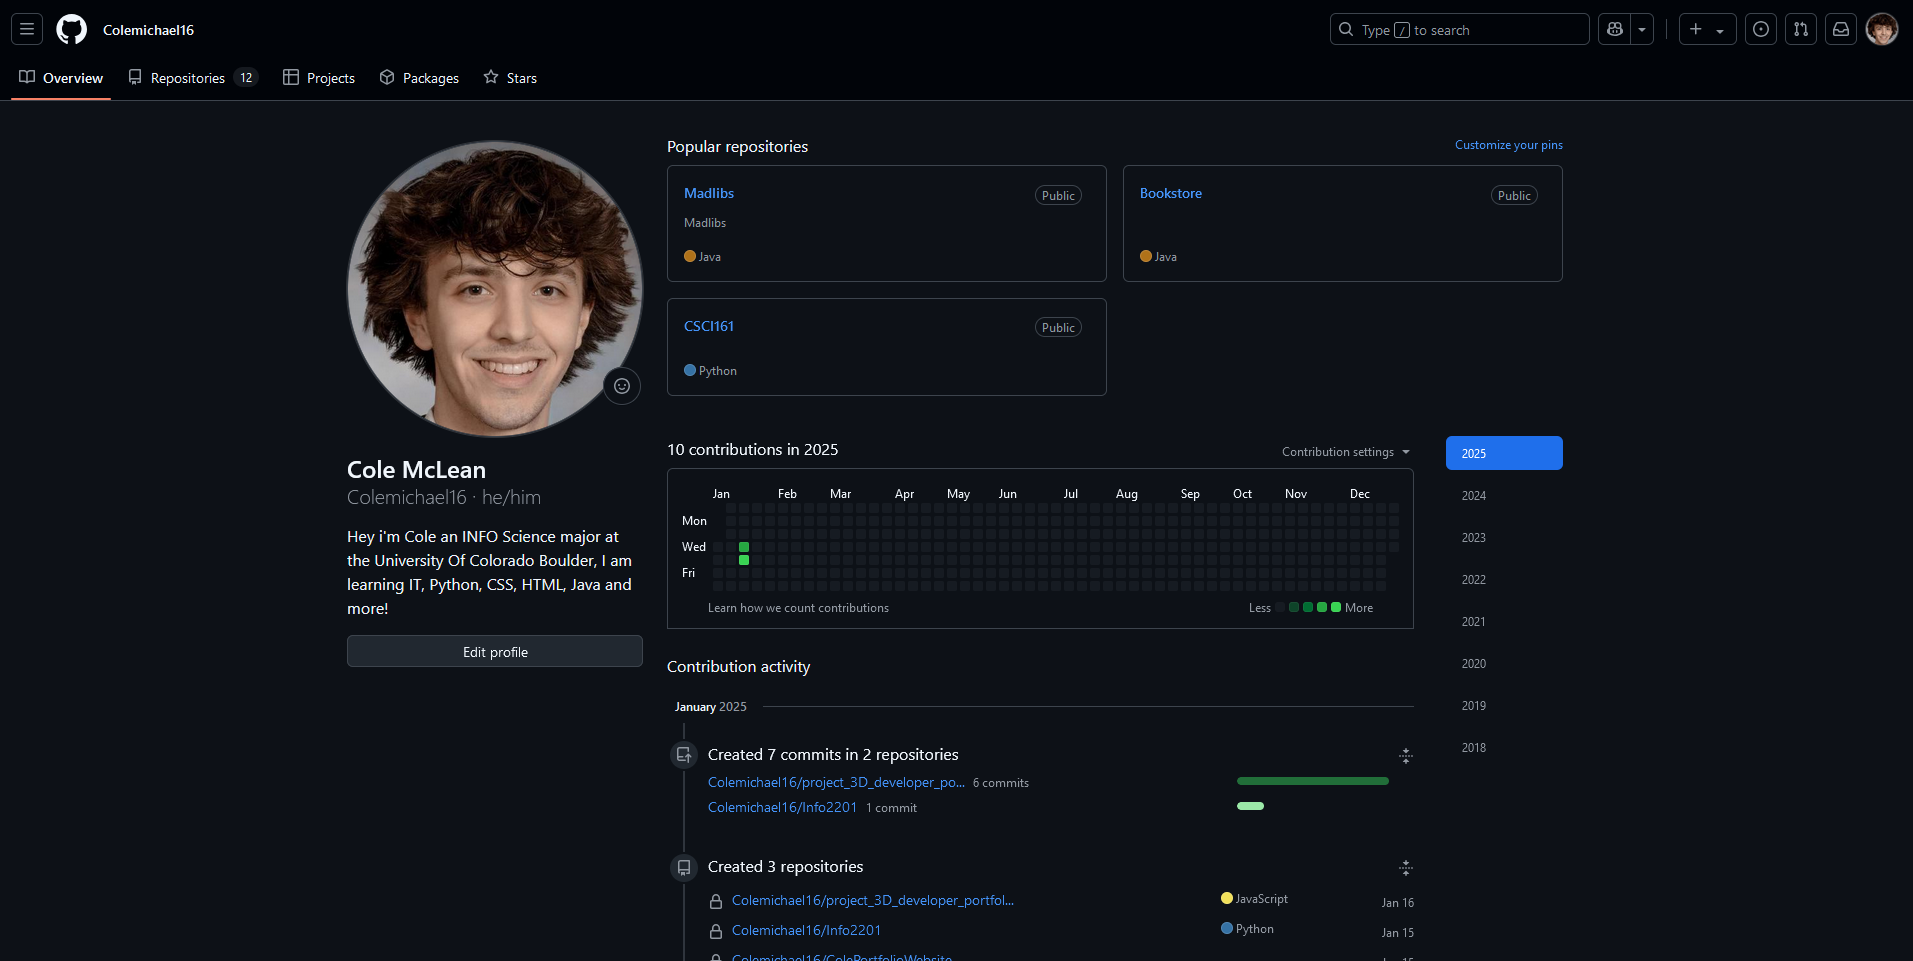 Colemichael16
Type / to search
Overview
Repositories 12
Projects
Packages
Stars
Cole McLean
Colemichael16 · he/him
Hey i'm Cole an INFO Science major at
the University Of Colorado Boulder, I am
learning IT, Python, CSS, HTML, Java and
more!
Edit profile
Popular repositories
Customize your pins
Madlibs
Public
Madlibs
Java
Bookstore
Public
Java
CSCI161
Public
Python
10 contributions in 2025
Contribution settings
Jan Feb Mar Apr May Jun Jul Aug Sep Oct Nov Dec
Mon
Wed
Fri
Learn how we count contributions
Less
More
2025
2024
2023
2022
2021
2020
2019
2018
Contribution activity
January 2025
Created 7 commits in 2 repositories
Colemichael16/project_3D_developer_po... 6 commits
Colemichael16/Info2201 1 commit
Created 3 repositories
Colemichael16/project_3D_developer_portfol... JavaScript Jan 16
Colemichael16/Info2201 Python Jan 15
Colemichael16/ColePortfolioWebsite